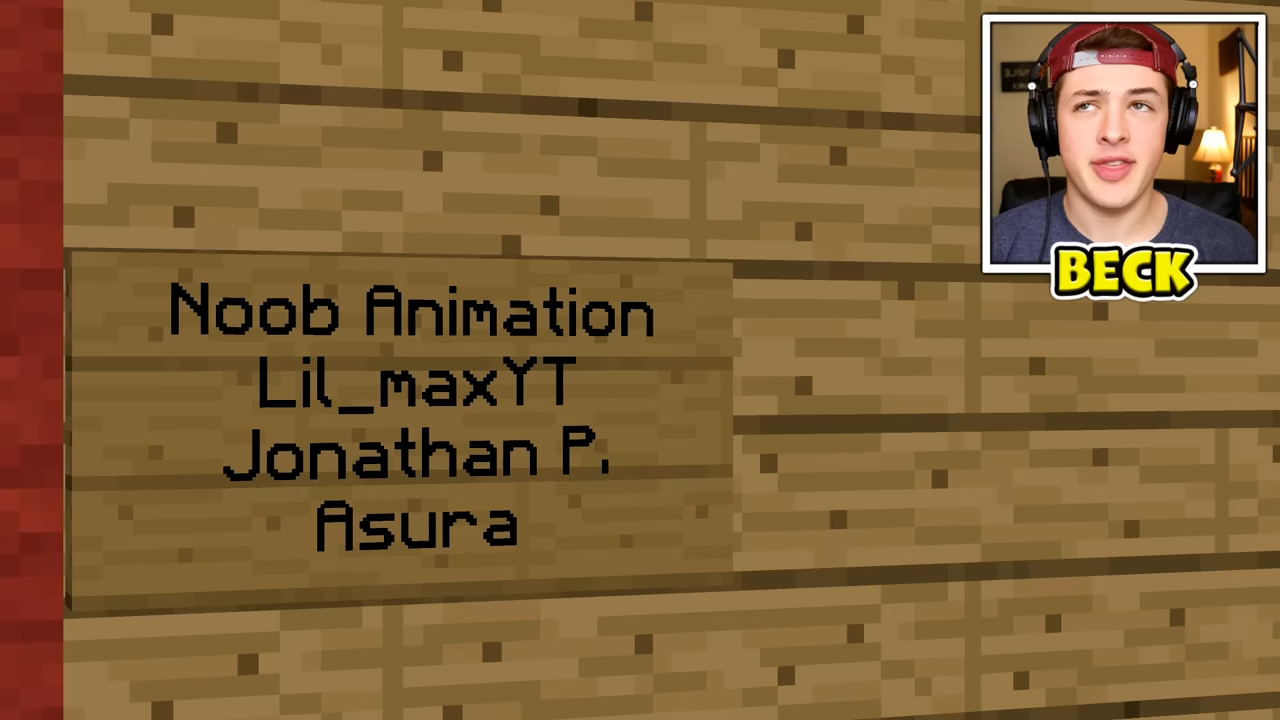 BECK
Noob Animation
Lil_maxYT
Jonathan P.
Asura